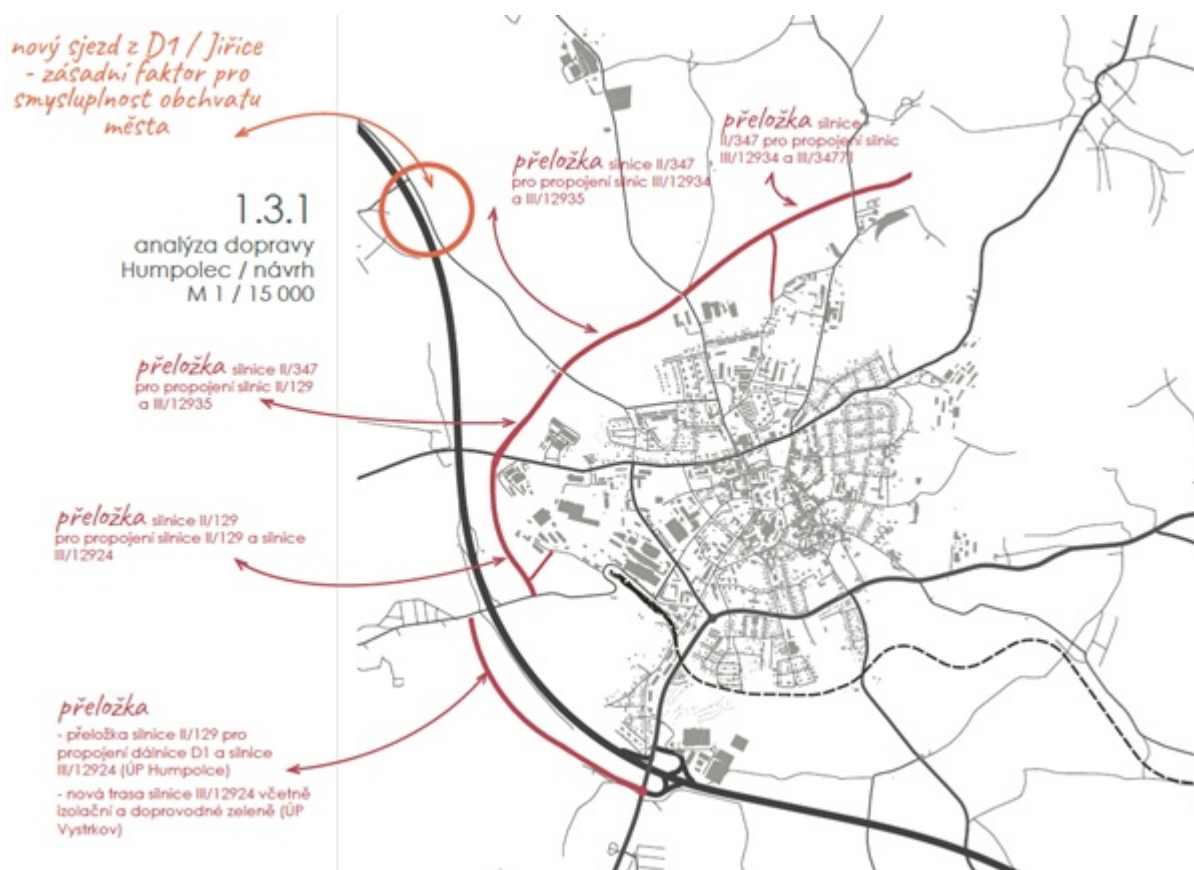 nový sjezd z D1 / Jiřice
- zásadní faktor pro
smysluplnost obchvatu
města
1.3.1
analýza dopravy
Humpolec / návrh
M 1 / 15 000
přeložka silnice
II/347 pro propojení silnic
III/12934 a III/34771
přeložka silnice II/347
pro propojení silnic III/12934
a III/12935
přeložka silnice II/347
pro propojení silnic II/129
a III/12935
přeložka silnice II/129
pro propojení silnice II/129 a silnice
III/12924
přeložka
- přeložka silnice II/129 pro
propojení dálnice D1 a silnice
III/12924 (ÚP Humpolce)
- nová trasa silnice III/12924 včetně
izolační a doprovodné zeleně (ÚP
Vystrkov)